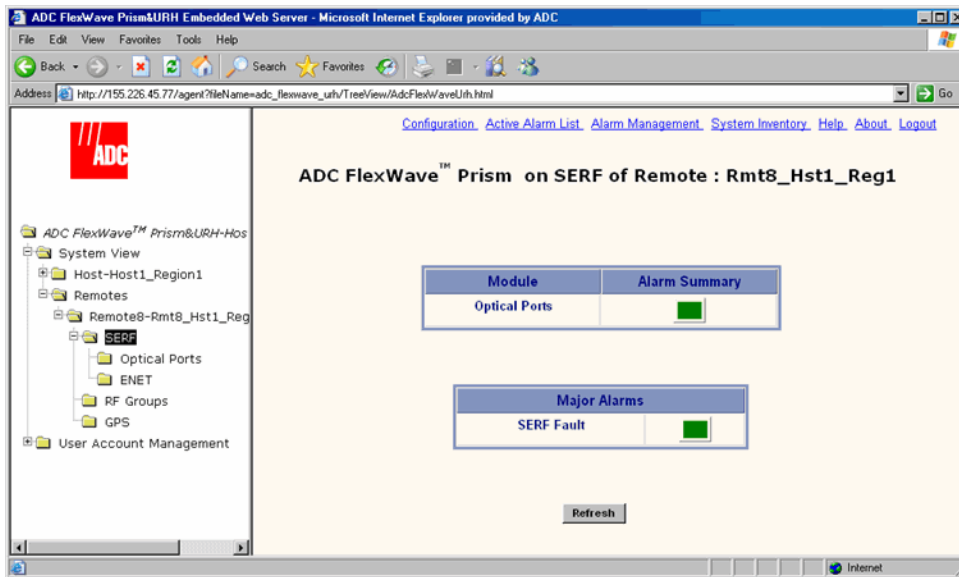 ADC FlexWave Prism&URH Embedded Web Server - Microsoft Internet Explorer provided by ADC
File Edit View Favorites Tools Help
Back Search Favorites
Address http://155.226.45.77/agent?fileName=adc_flexwave_urh/TreeView/AdcFlexWaveUrh.html Go
Configuration Active Alarm List Alarm Management System Inventory Help About Logout
ADC
ADC FlexWave™ Prism on SERF of Remote : Rmt8_Hst1_Reg1
ADC FlexWave™ Prism&URH-Hos
System View
Host-Host1_Region1
Remotes
Remote8-Rmt8_Hst1_Reg
SERF
Optical Ports
ENET
RF Groups
GPS
User Account Management
Module Alarm Summary
Optical Ports
Major Alarms
SERF Fault
Refresh
Internet